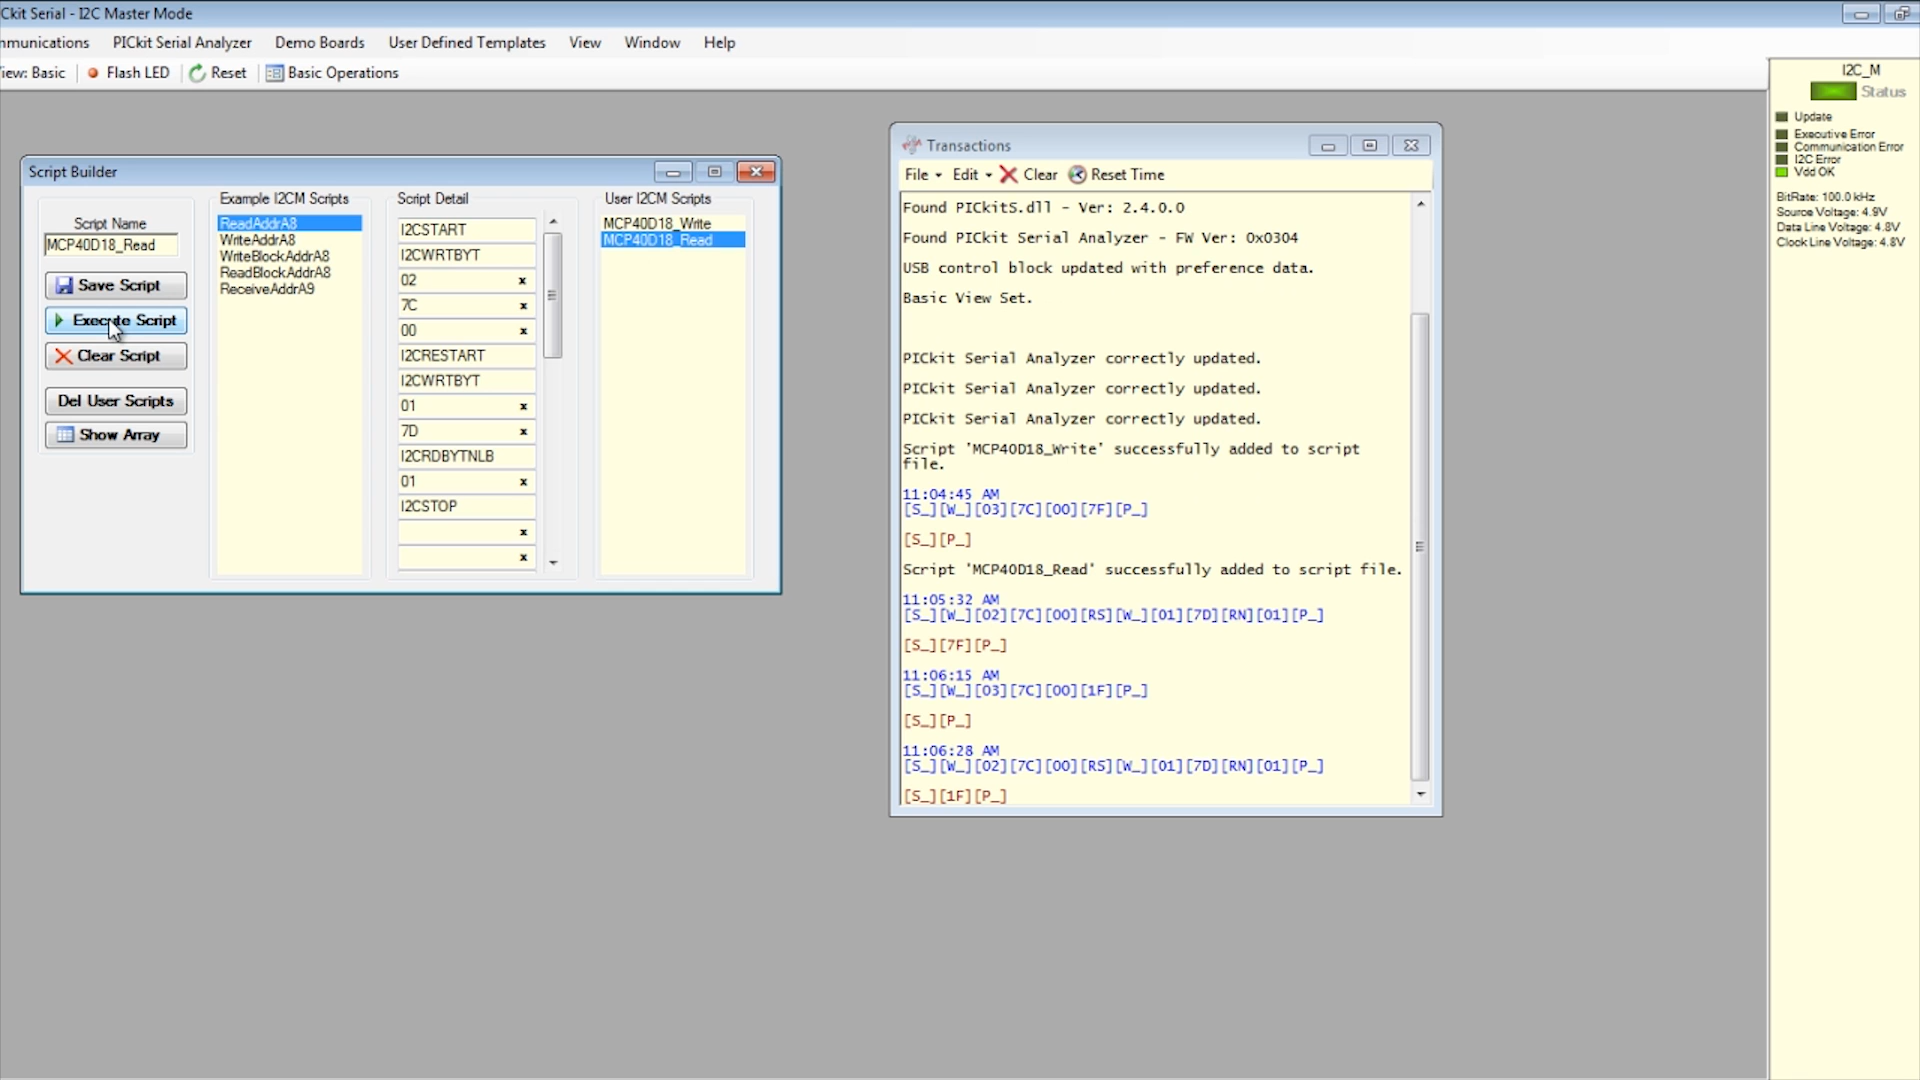 Ckit Serial - I2C Master Mode
mmunications PICkit Serial Analyzer Demo Boards User Defined Templates View Window Help
iew: Basic Flash LED Reset Basic Operations
Script Builder
Script Name
MCP40D18_Read
Save Script
Execute Script
Clear Script
Del User Scripts
Show Array
Example I2CM Scripts
ReadAddrA8
WriteAddrA8
WriteBlockAddrA8
ReadBlockAddrA8
ReceiveAddrA9
Script Detail
I2CSTART
I2CWRTBYT
02 x
7C x
00 x
I2CRESTART
I2CWRTBYT
01 x
7D x
I2CRDBYTNLB
01 x
I2CSTOP
x
x
User I2CM Scripts
MCP40D18_Write
MCP40D18_Read
Transactions
File Edit Clear Reset Time
Found PICkitS.dll - Ver: 2.4.0.0
Found PICkit Serial Analyzer - FW Ver: 0x0304
USB control block updated with preference data.
Basic View Set.
PICkit Serial Analyzer correctly updated.
PICkit Serial Analyzer correctly updated.
PICkit Serial Analyzer correctly updated.
Script 'MCP40D18_Write' successfully added to script
file.
11:04:45 AM
[S_][W_][03][7C][00][7F][P_]
[S_][P_]
Script 'MCP40D18_Read' successfully added to script file.
11:05:32 AM
[S_][W_][02][7C][00][RS][W_][01][7D][RN][01][P_]
[S_][7F][P_]
11:06:15 AM
[S_][W_][03][7C][00][1F][P_]
[S_][P_]
11:06:28 AM
[S_][W_][02][7C][00][RS][W_][01][7D][RN][01][P_]
[S_][1F][P_]
I2C_M
Status
Update
Executive Error
Communication Error
I2C Error
Vdd OK
BitRate: 100.0 kHz
Source Voltage: 4.9V
Data Line Voltage: 4.8V
Clock Line Voltage: 4.8V